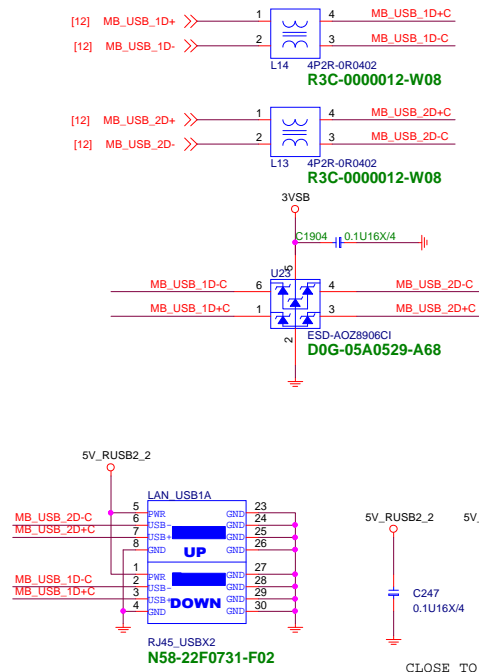 [12] MB_USB_1D+ 1 4 MB_USB_1D+C
[12] MB_USB_1D- 2 3 MB_USB_1D-C
L14 4P2R-0R0402
R3C-0000012-W08
[12] MB_USB_2D+ 1 4 MB_USB_2D+C
[12] MB_USB_2D- 2 3 MB_USB_2D-C
L13 4P2R-0R0402
R3C-0000012-W08
3VSB
C1904 0.1U16X/4
U23 5
MB_USB_1D-C 6 4 MB_USB_2D-C
MB_USB_1D+C 1 3 MB_USB_2D+C
2 ESD-AOZ8906CI
D0G-05A0529-A68
5V_RUSB2_2
LAN_USB1A
5 PWR GND 23
MB_USB_2D-C 6 USB- GND 24
MB_USB_2D+C 7 USB+ GND 25
8 GND GND 26
UP
1 PWR GND 27
MB_USB_1D-C 2 USB- GND 28
MB_USB_1D+C 3 USB+ GND 29
4 GND GND 30
DOWN
RJ45_USBX2
N58-22F0731-F02
5V_RUSB2_2 5V_
C247
0.1U16X/4
CLOSE TO